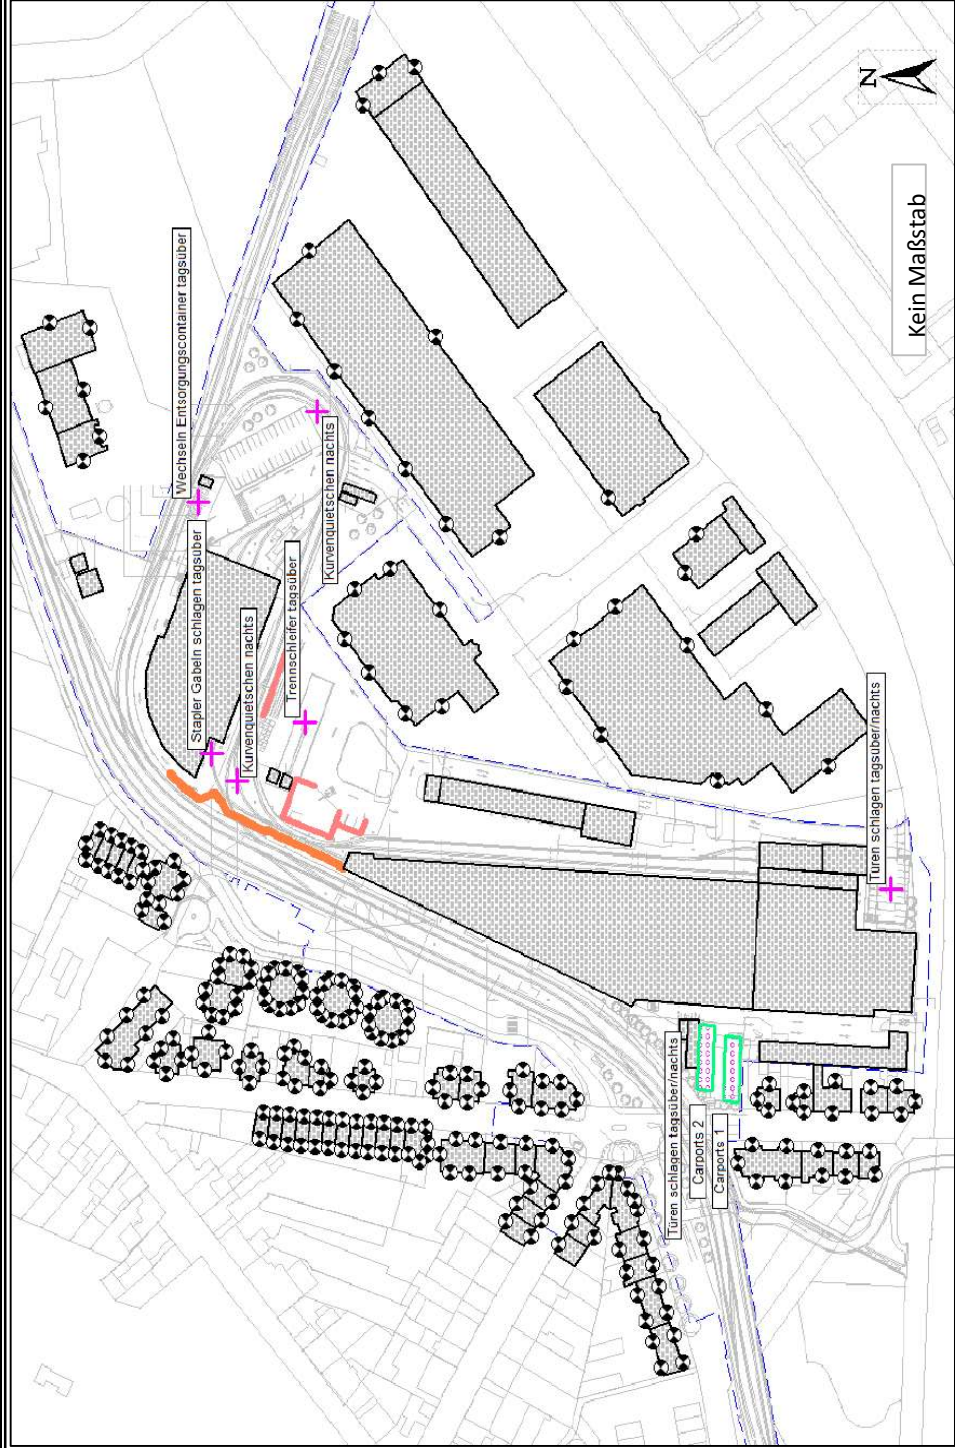 N
Kein Maßstab
Wechseln Entsorgungscontainer tagsüber
Kurvenquietschen nachts
Stapler Gabeln schlagen tagsüber
Trennschleifer tagsüber
Kurvenquietschen nachts
Türen schlagen tagsüber/nachts
Türen schlagen tagsüber/nachts
Carports 2
Carports 1